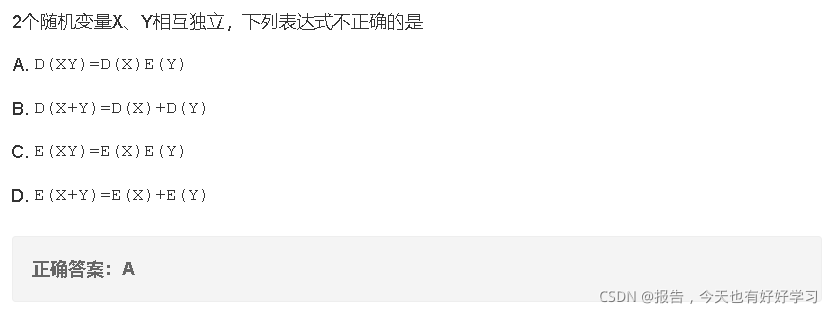 2个随机变量X、Y相互独立，下列表达式不正确的是
A. D(XY)=D(X)E(Y)
B. D(X+Y)=D(X)+D(Y)
C. E(XY)=E(X)E(Y)
D. E(X+Y)=E(X)+E(Y)
正确答案：A
CSDN @报告，今天也有好好学习